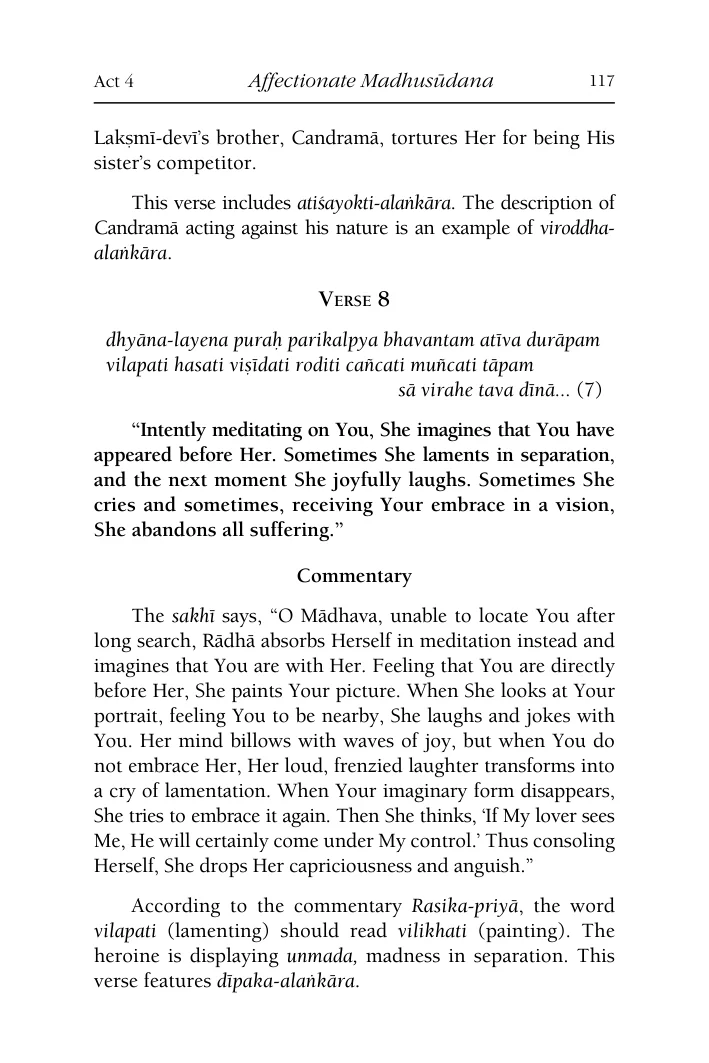 Act 4 Affectionate Madhusūdana 117
Lakṣmī-devī’s brother, Candramā, tortures Her for being His
sister’s competitor.
This verse includes atiśayokti-alaṅkāra. The description of
Candramā acting against his nature is an example of viroddha-
alaṅkāra.
Verse 8
dhyāna-layena puraḥ parikalpya bhavantam atīva durāpam
vilapati hasati viṣīdati roditi cañcati muñcati tāpam
sā virahe tava dīnā... (7)
“Intently meditating on You, She imagines that You have
appeared before Her. Sometimes She laments in separation,
and the next moment She joyfully laughs. Sometimes She
cries and sometimes, receiving Your embrace in a vision,
She abandons all suffering.”
Commentary
The sakhī says, “O Mādhava, unable to locate You after
long search, Rādhā absorbs Herself in meditation instead and
imagines that You are with Her. Feeling that You are directly
before Her, She paints Your picture. When She looks at Your
portrait, feeling You to be nearby, She laughs and jokes with
You. Her mind billows with waves of joy, but when You do
not embrace Her, Her loud, frenzied laughter transforms into
a cry of lamentation. When Your imaginary form disappears,
She tries to embrace it again. Then She thinks, ‘If My lover sees
Me, He will certainly come under My control.’ Thus consoling
Herself, She drops Her capriciousness and anguish.”
According to the commentary Rasika-priyā, the word
vilapati (lamenting) should read vilikhati (painting). The
heroine is displaying unmada, madness in separation. This
verse features dīpaka-alaṅkāra.